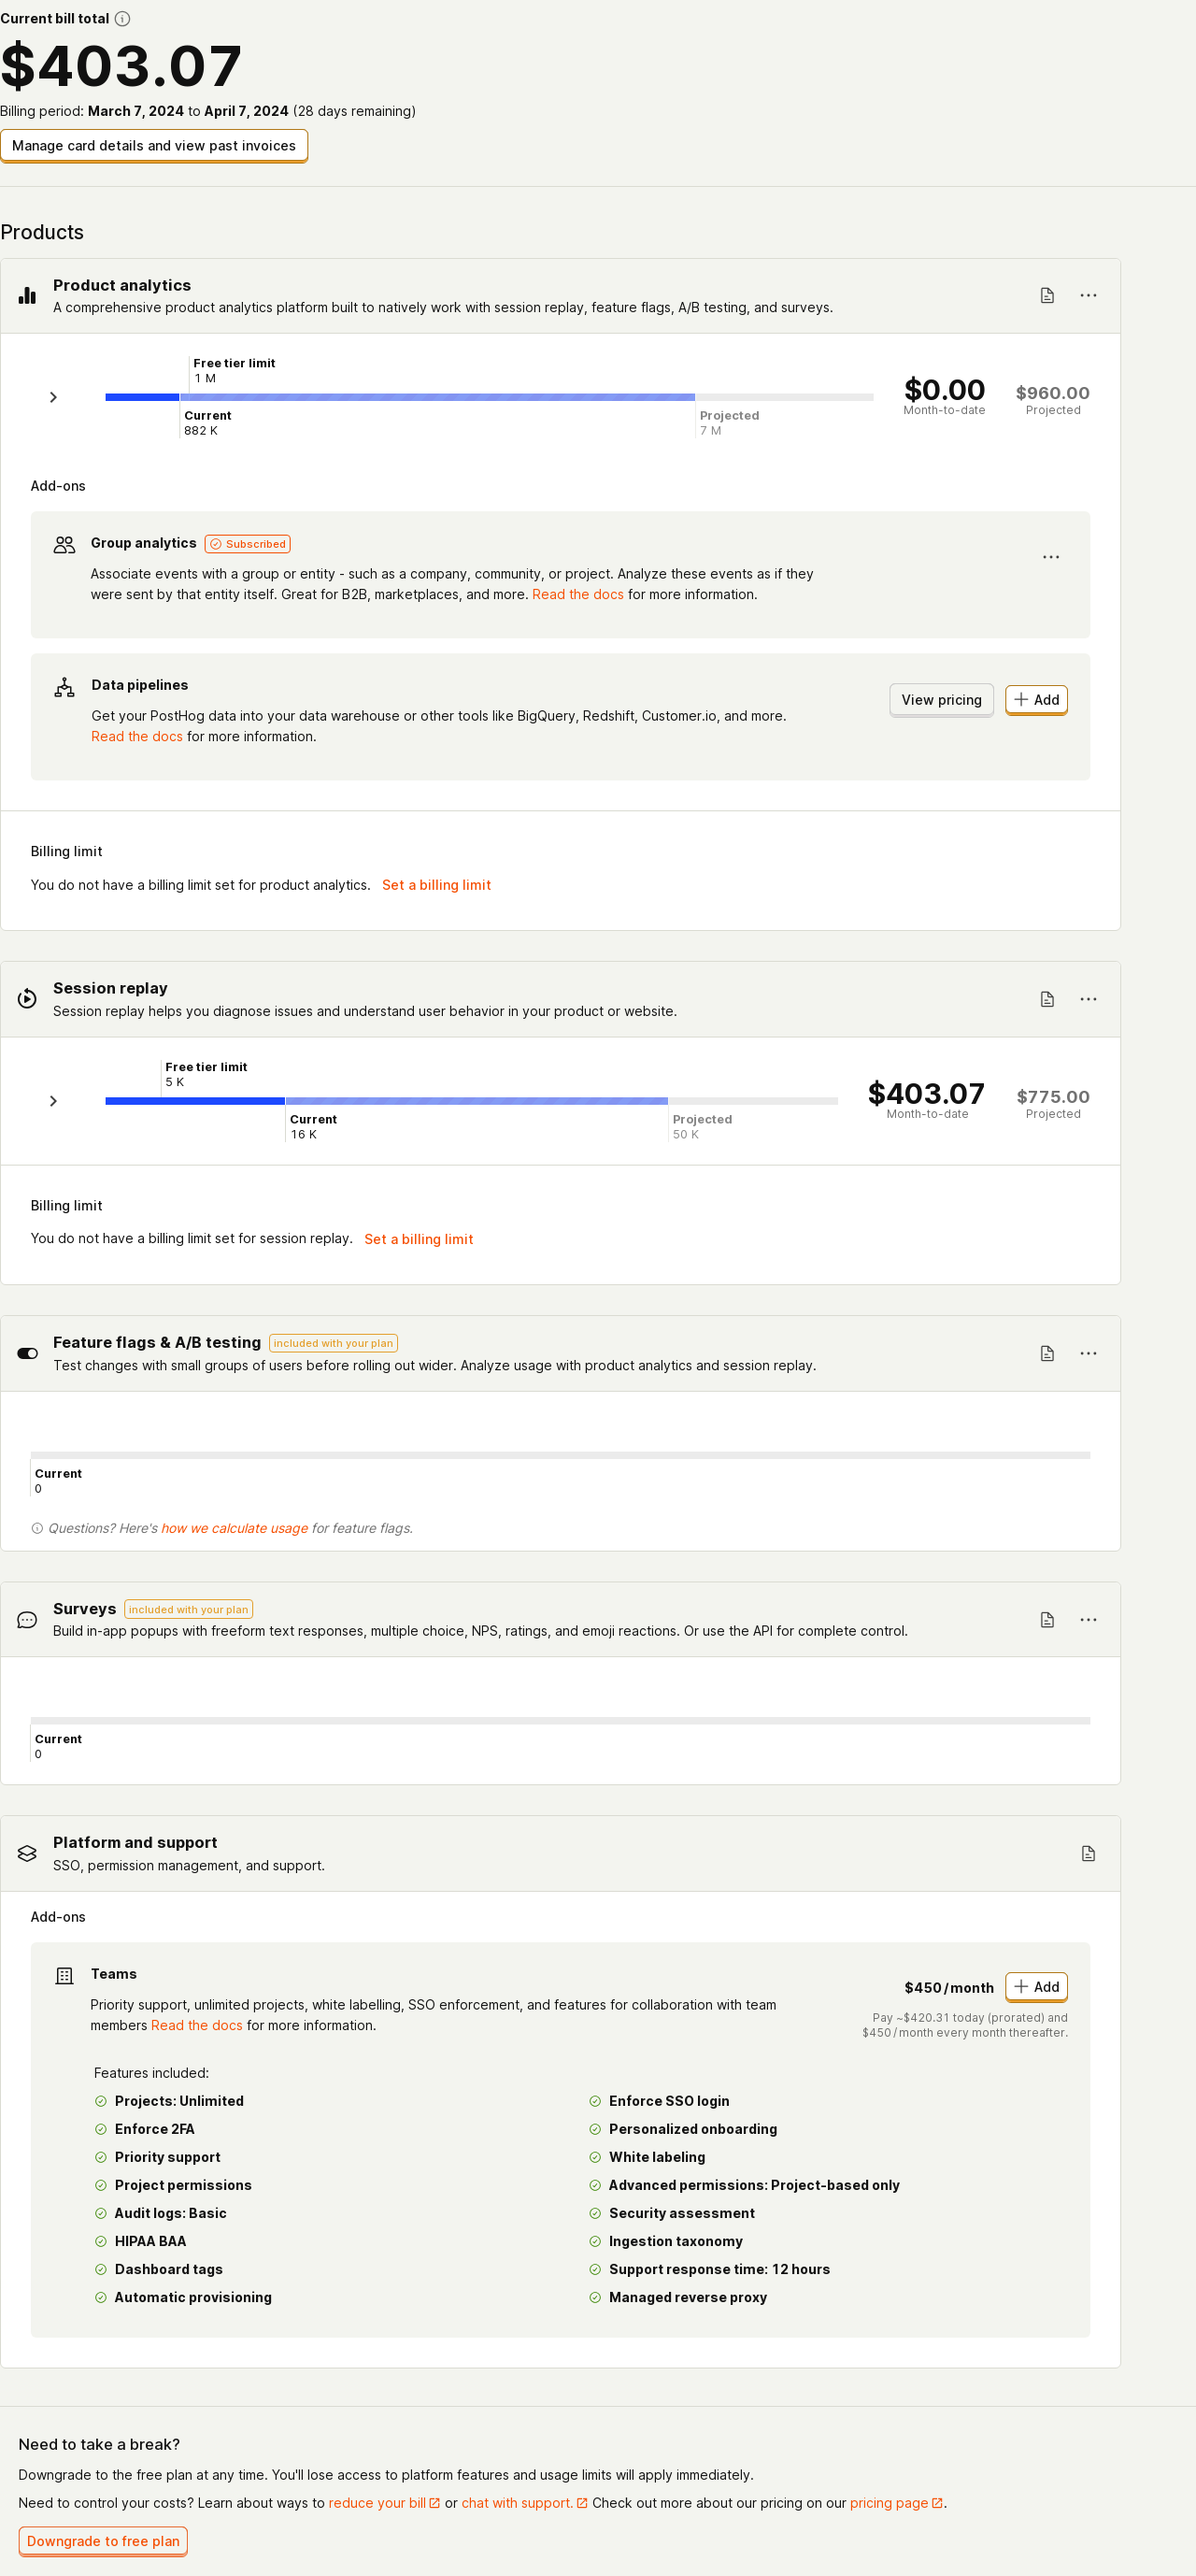 Current bill total
$403.07
Billing period: March 7, 2024 to April 7, 2024 (28 days remaining)
Manage card details and view past invoices
Products
Product analytics
A comprehensive product analytics platform built to natively work with session replay, feature flags, A/B testing, and surveys.
Free tier limit
1 M
Current
882 K
Projected
7 M
$0.00
Month-to-date
$960.00
Projected
Add-ons
Group analytics Subscribed
Associate events with a group or entity - such as a company, community, or project. Analyze these events as if they
were sent by that entity itself. Great for B2B, marketplaces, and more. Read the docs for more information.
Data pipelines
Get your PostHog data into your data warehouse or other tools like BigQuery, Redshift, Customer.io, and more.
Read the docs for more information.
View pricing
Add
Billing limit
You do not have a billing limit set for product analytics. Set a billing limit
Session replay
Session replay helps you diagnose issues and understand user behavior in your product or website.
Free tier limit
5 K
Current
16 K
Projected
50 K
$403.07
Month-to-date
$775.00
Projected
Billing limit
You do not have a billing limit set for session replay. Set a billing limit
Feature flags & A/B testing included with your plan
Test changes with small groups of users before rolling out wider. Analyze usage with product analytics and session replay.
Current
0
Questions? Here's how we calculate usage for feature flags.
Surveys included with your plan
Build in-app popups with freeform text responses, multiple choice, NPS, ratings, and emoji reactions. Or use the API for complete control.
Current
0
Platform and support
SSO, permission management, and support.
Add-ons
Teams
Priority support, unlimited projects, white labelling, SSO enforcement, and features for collaboration with team
members Read the docs for more information.
$450/month
Add
Pay ~$420.31 today (prorated) and
$450/month every month thereafter.
Features included:
Projects: Unlimited
Enforce 2FA
Priority support
Project permissions
Audit logs: Basic
HIPAA BAA
Dashboard tags
Automatic provisioning
Enforce SSO login
Personalized onboarding
White labeling
Advanced permissions: Project-based only
Security assessment
Ingestion taxonomy
Support response time: 12 hours
Managed reverse proxy
Need to take a break?
Downgrade to the free plan at any time. You'll lose access to platform features and usage limits will apply immediately.
Need to control your costs? Learn about ways to reduce your bill or chat with support. Check out more about our pricing on our pricing page.
Downgrade to free plan